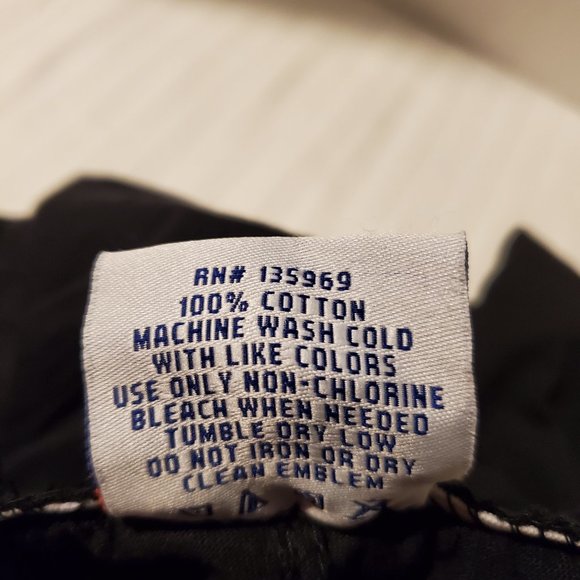 RN# 135969
100% COTTON
MACHINE WASH COLD
WITH LIKE COLORS
USE ONLY NON-CHLORINE
BLEACH WHEN NEEDED
TUMBLE DRY LOW
DO NOT IRON OR DRY
CLEAN EMBLEM